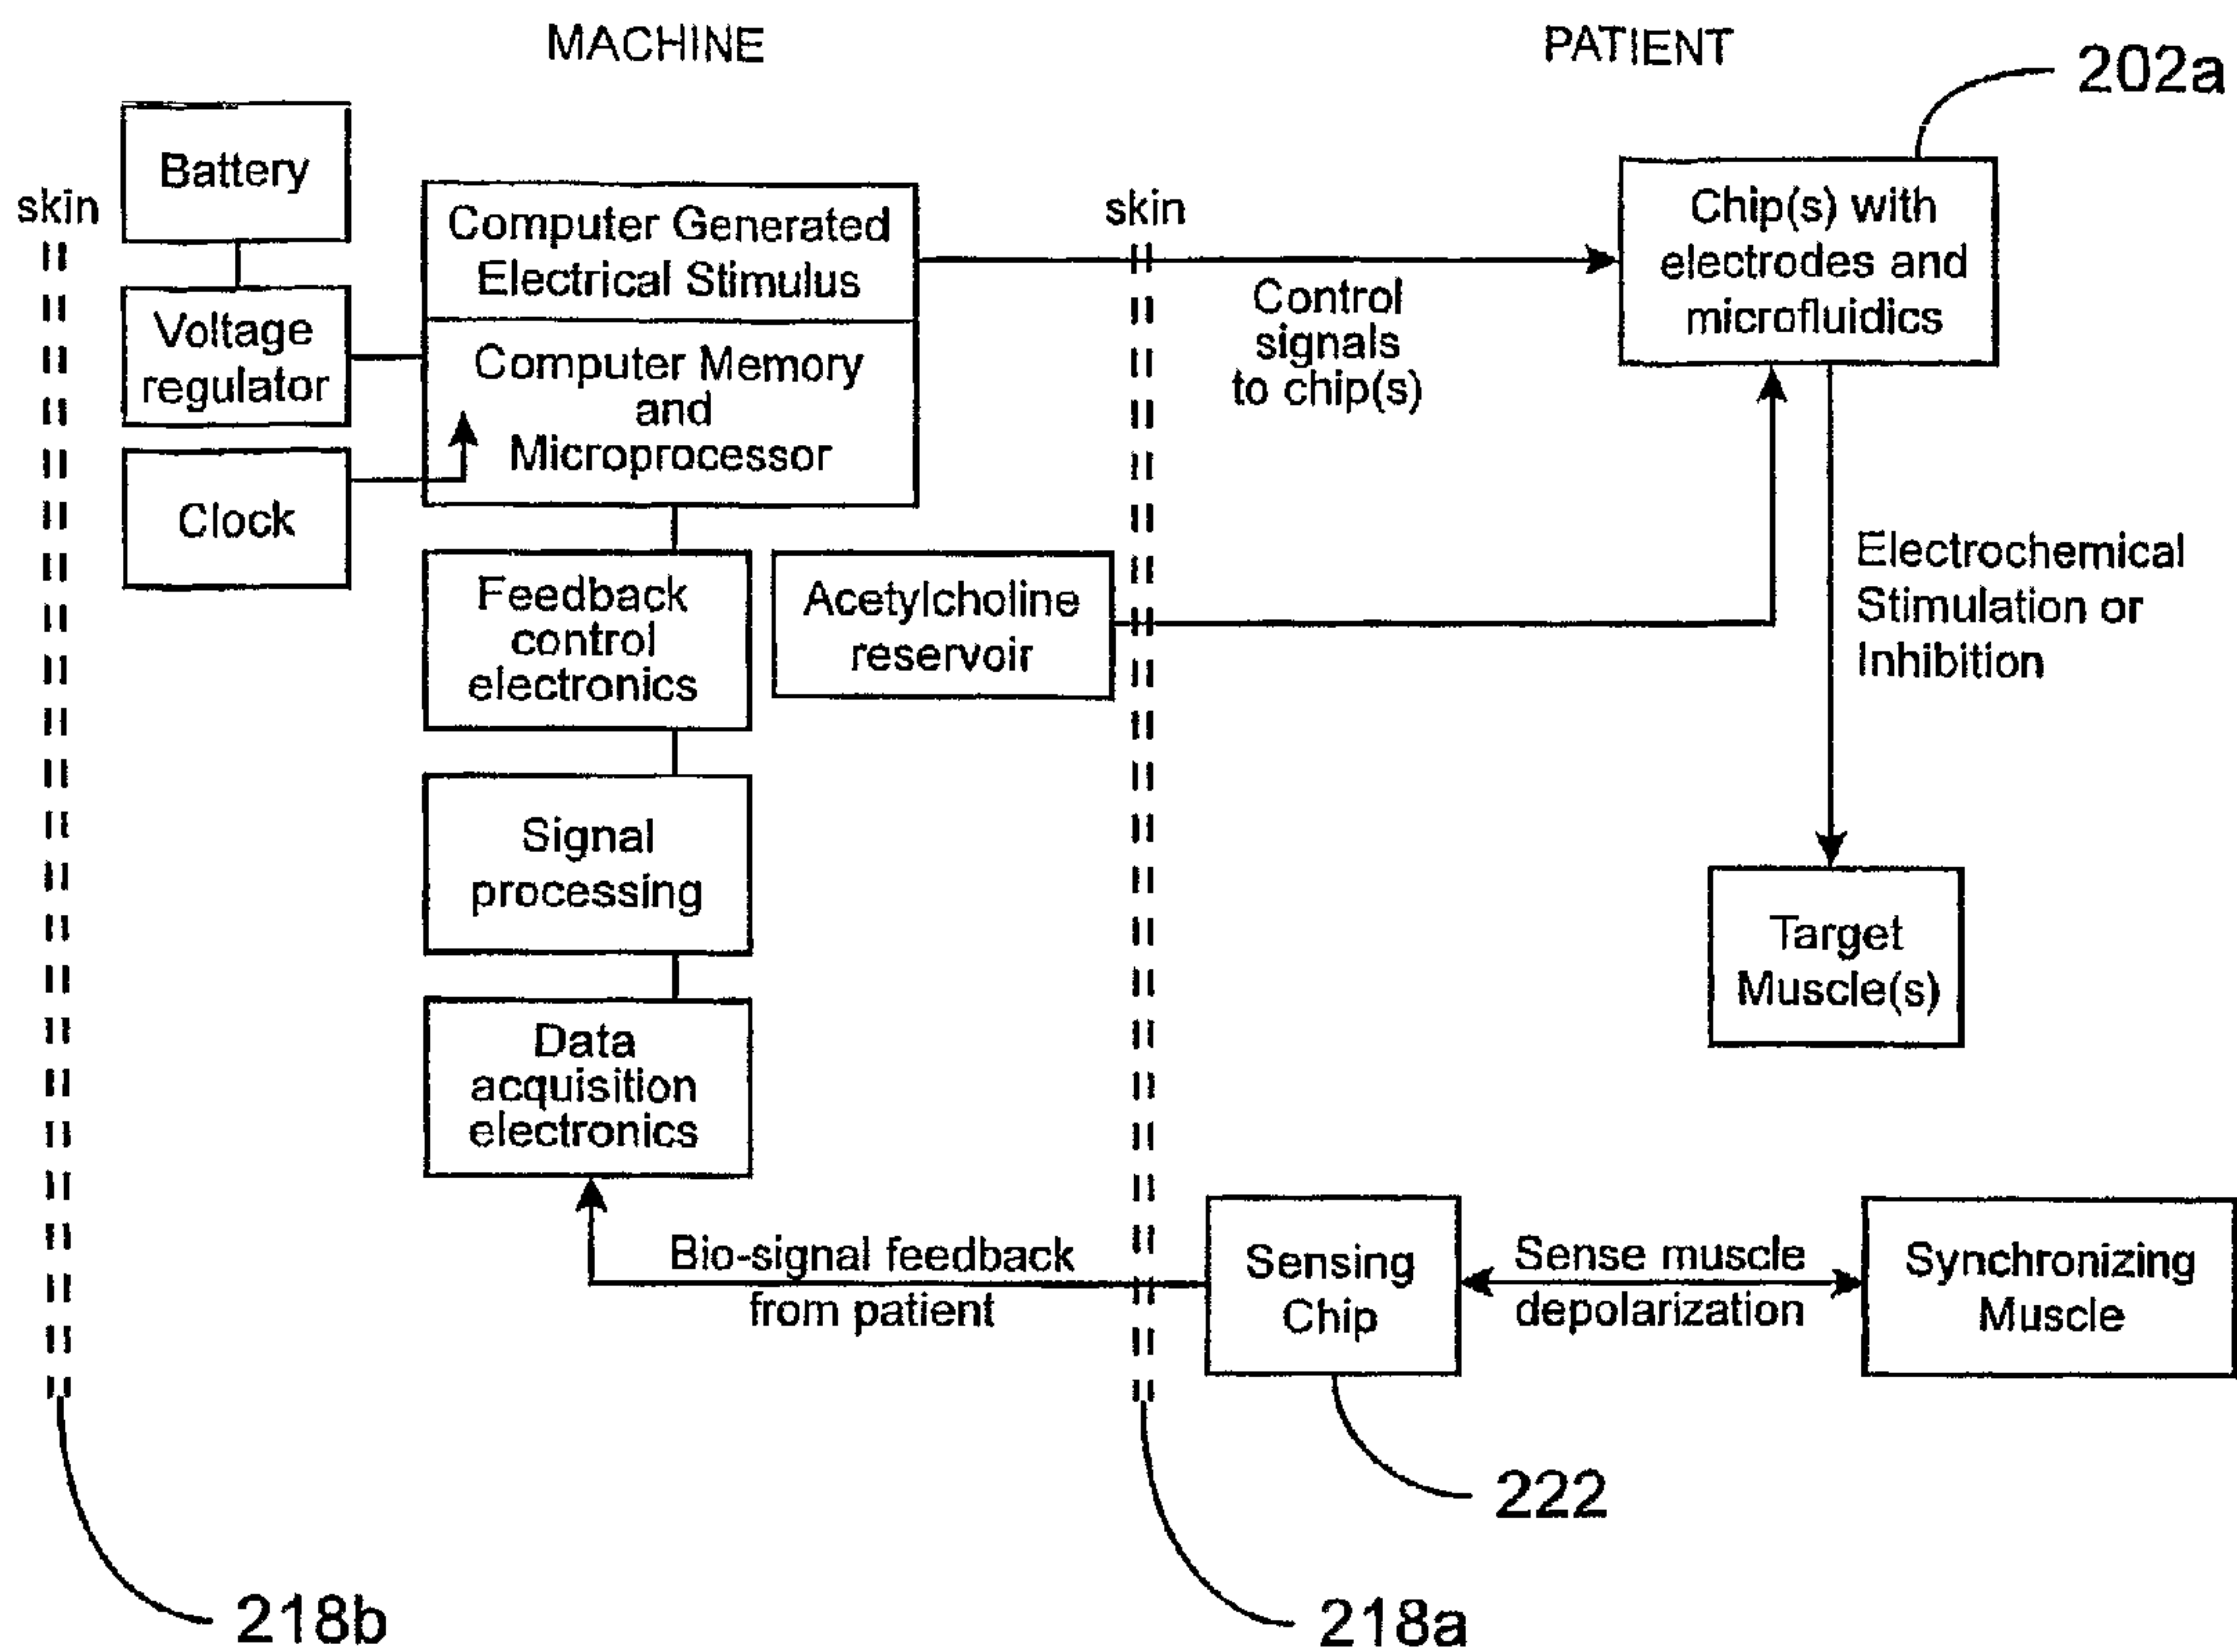 MACHINE
PATIENT
202a
Battery
skin
Computer Generated
Electrical Stimulus
skin
Chip(s) with
electrodes and
microfluidics
Voltage
regulator
Computer Memory
and
Microprocessor
Control
signals
to chip(s)
Clock
Feedback
control
electronics
Acetylcholine
reservoir
Electrochemical
Stimulation or
Inhibition
Signal
processing
Target
Muscle(s)
Data
acquisition
electronics
Bio-signal feedback
from patient
Sensing
Chip
Sense muscle
depolarization
Synchronizing
Muscle
222
218b
218a